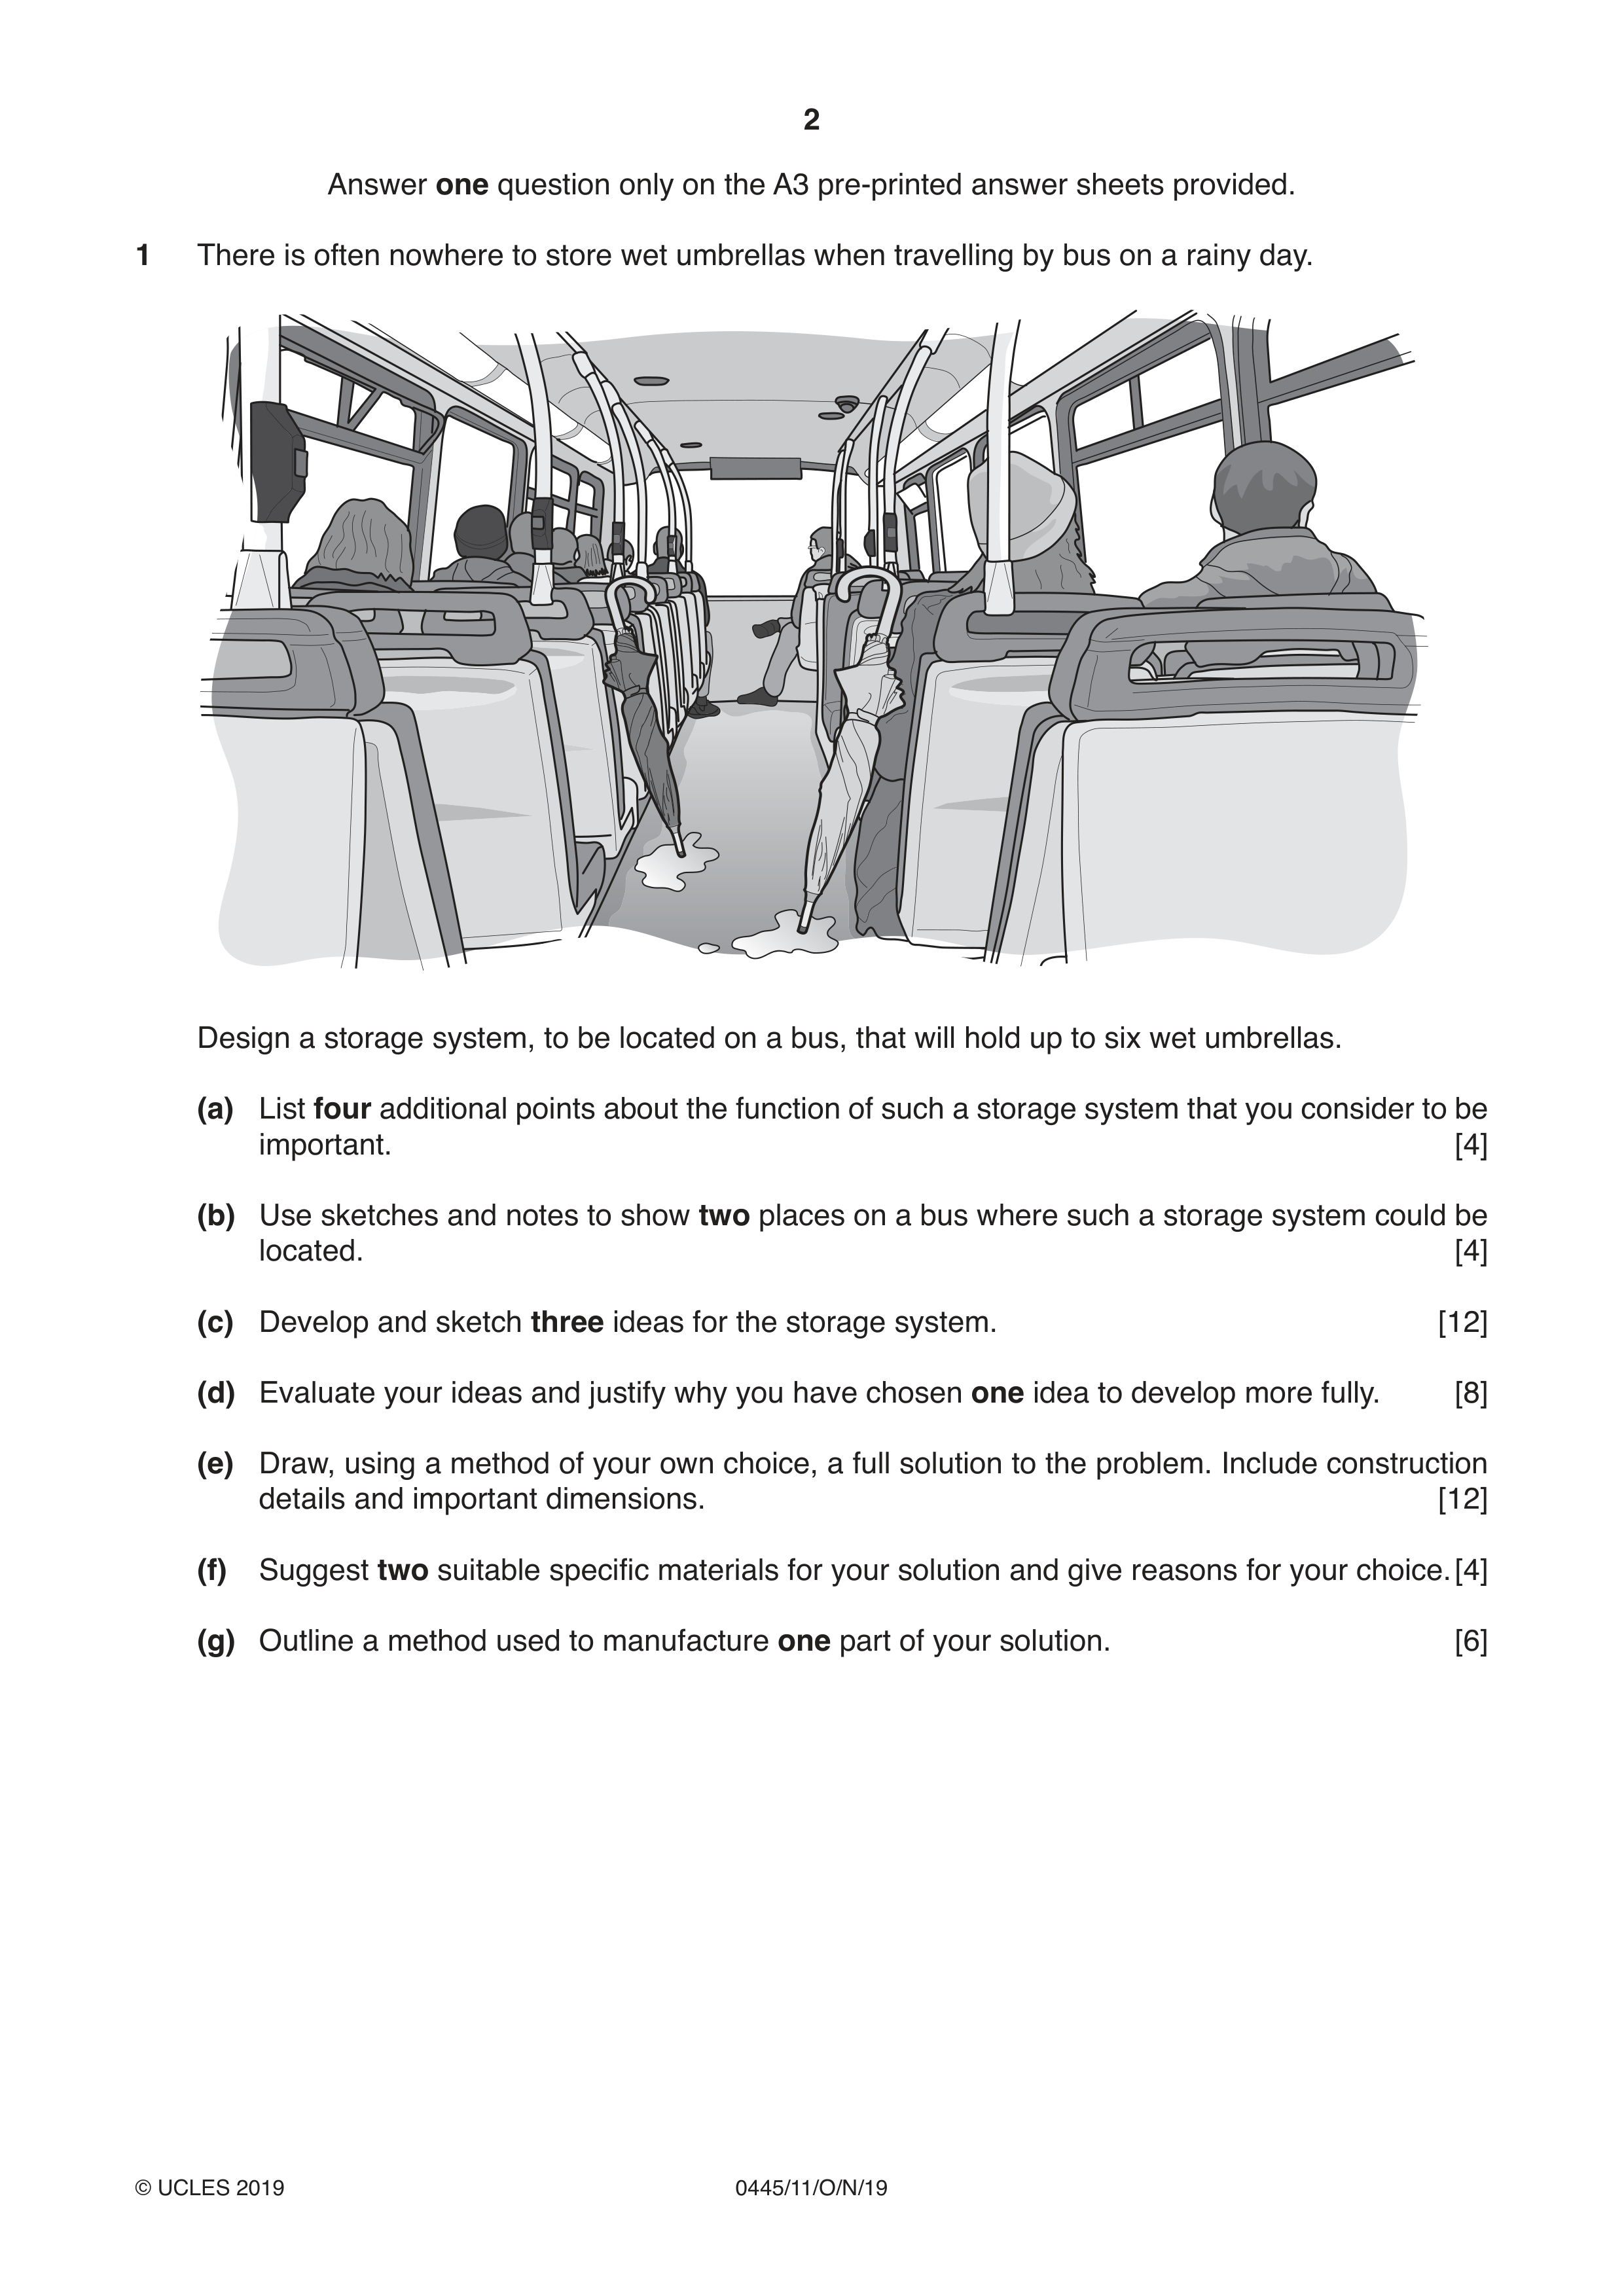 2
Answer one question only on the A3 pre-printed answer sheets provided.
1 There is often nowhere to store wet umbrellas when travelling by bus on a rainy day.
Design a storage system, to be located on a bus, that will hold up to six wet umbrellas.
(a) List four additional points about the function of such a storage system that you consider to be
important. [4]
(b) Use sketches and notes to show two places on a bus where such a storage system could be
located. [4]
(c) Develop and sketch three ideas for the storage system. [12]
(d) Evaluate your ideas and justify why you have chosen one idea to develop more fully. [8]
(e) Draw, using a method of your own choice, a full solution to the problem. Include construction
details and important dimensions. [12]
(f) Suggest two suitable specific materials for your solution and give reasons for your choice. [4]
(g) Outline a method used to manufacture one part of your solution. [6]
© UCLES 2019 0445/11/O/N/19